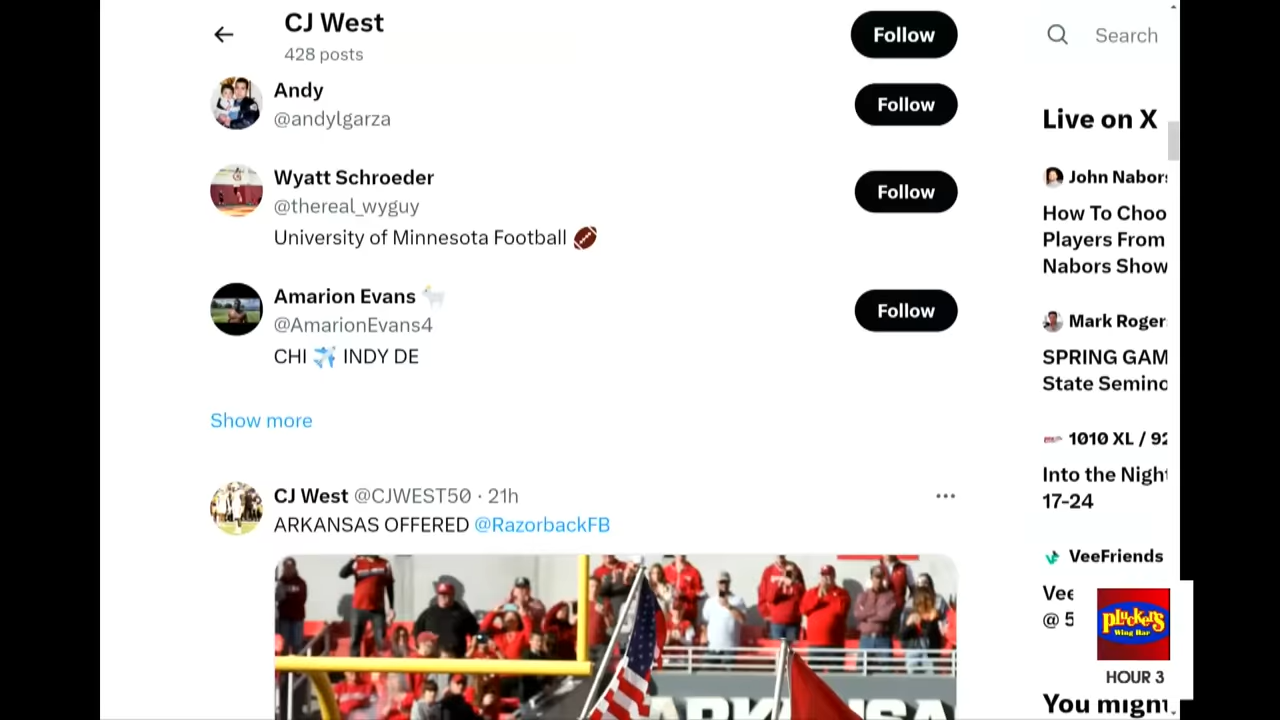 CJ West
428 posts
Follow
Search
Andy
@andylgarza
Follow
Wyatt Schroeder
@thereal_wyguy
University of Minnesota Football
Follow
Amarion Evans
@AmarionEvans4
CHI ✈️ INDY DE
Follow
Show more
CJ West @CJWEST50 · 21h
ARKANSAS OFFERED @RazorbackFB
Live on X
John Nabors
How To Choo
Players From
Nabors Show
Mark Roger
SPRING GAM
State Semino
1010 XL / 92
Into the Night
17-24
VeeFriends
Vee
@ 5
Pluckers
Wing Bar
HOUR 3
You might